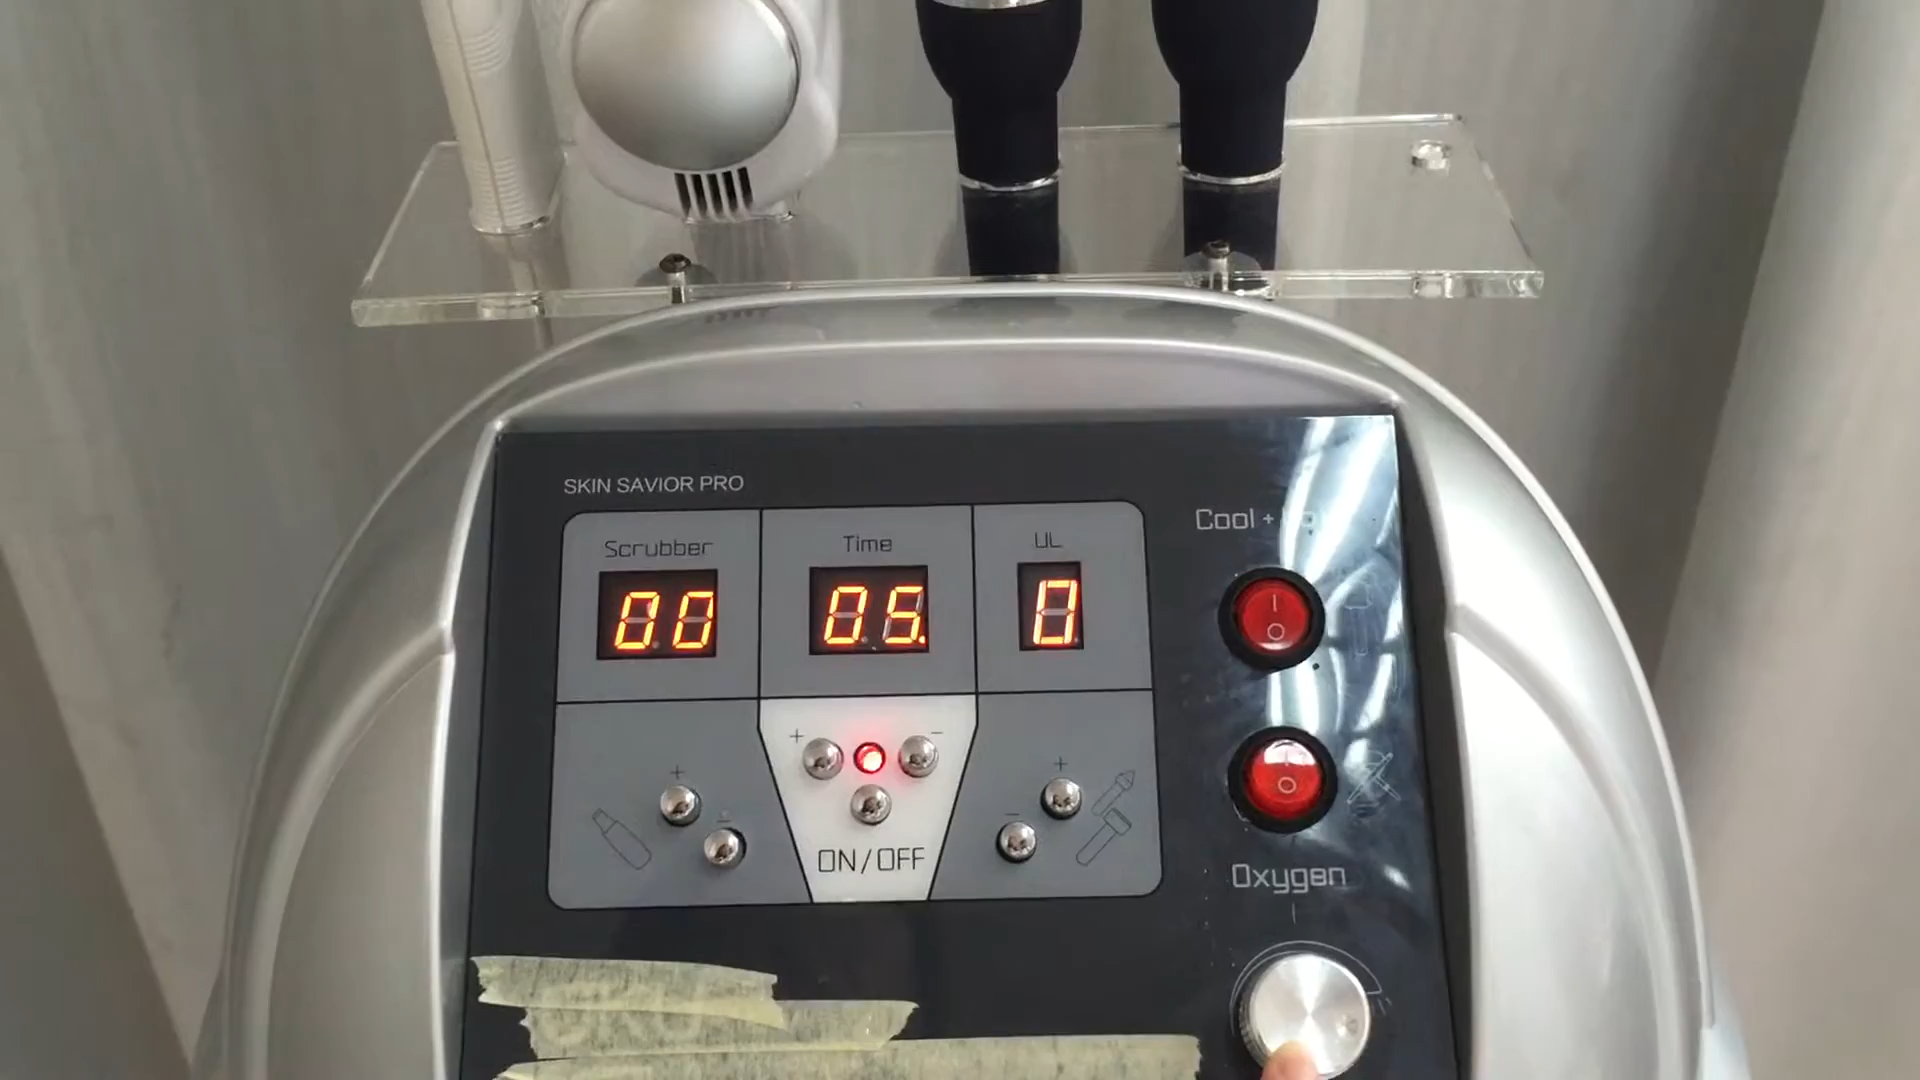 SKIN SAVIOR PRO
Scrubber
Time
UL
Cool +
00
05.
0
+
-
+
-
+
-
ON/OFF
Oxygen